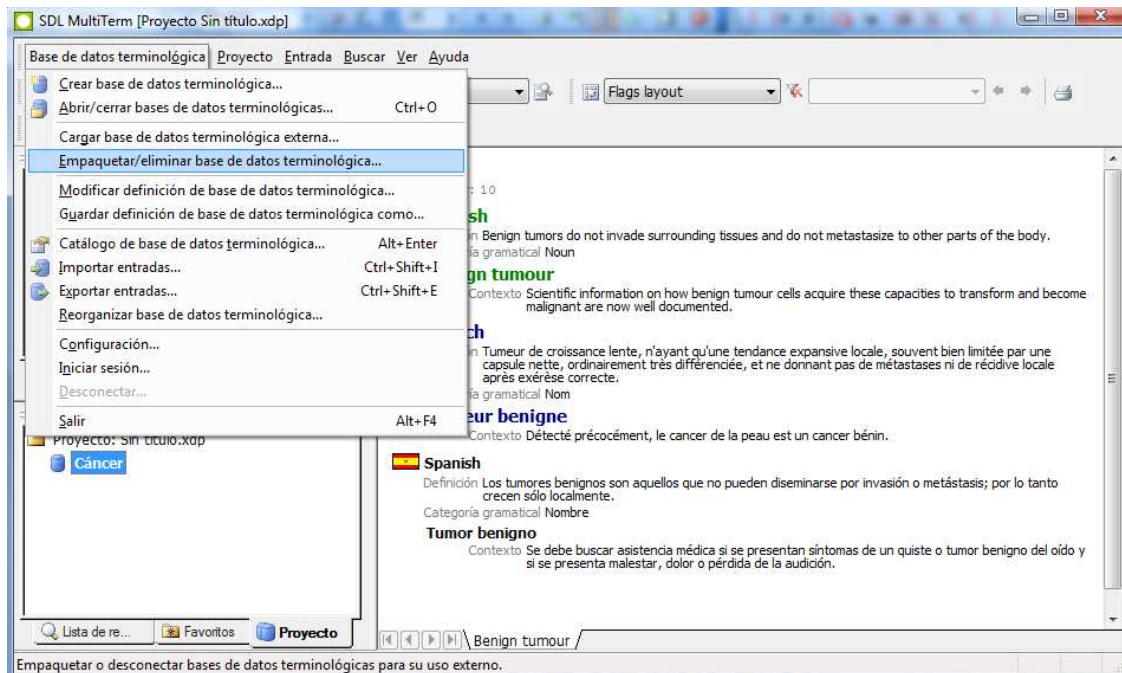 SDL MultiTerm [Proyecto Sin título.xdp]
Base de datos terminológica Proyecto Entrada Buscar Ver Ayuda
Crear base de datos terminológica...
Abrir/cerrar bases de datos terminológicas... Ctrl+O
Flags layout
Cargar base de datos terminológica externa...
Empaquetar/eliminar base de datos terminológica...
Modificar definición de base de datos terminológica...
: 10
Guardar definición de base de datos terminológica como...
sh
Benign tumors do not invade surrounding tissues and do not metastasize to other parts of the body.
Catálogo de base de datos terminológica... Alt+Enter
gramatical Noun
Importar entradas... Ctrl+Shift+I
gn tumour
Exportar entradas... Ctrl+Shift+E
Contexto Scientific information on how benign tumour cells acquire these capacities to transform and become
malignant are now well documented.
Reorganizar base de datos terminológica...
ch
Configuración...
Tumeur de croissance lente, n'ayant qu'une tendance expansive locale, souvent bien limitée par une
capsule nette, ordinairement très différenciée, et ne donnant pas de métastases ni de récidive locale
après exérèse correcte.
Iniciar sesión...
Desconectar...
gramatical Nom
Salir Alt+F4
eur benigne
Contexto Détecté précocément, le cancer de la peau est un cancer bénin.
Proyecto: Sin título.xdp
Cáncer
Spanish
Definición Los tumores benignos son aquellos que no pueden diseminarse por invasión o metástasis; por lo tanto
crecen sólo localmente.
Categoría gramatical Nombre
Tumor benigno
Contexto Se debe buscar asistencia médica si se presentan síntomas de un quiste o tumor benigno del oído y
si se presenta malestar, dolor o pérdida de la audición.
Lista de re... Favoritos Proyecto
Benign tumour
Empaquetar o desconectar bases de datos terminológicas para su uso externo.